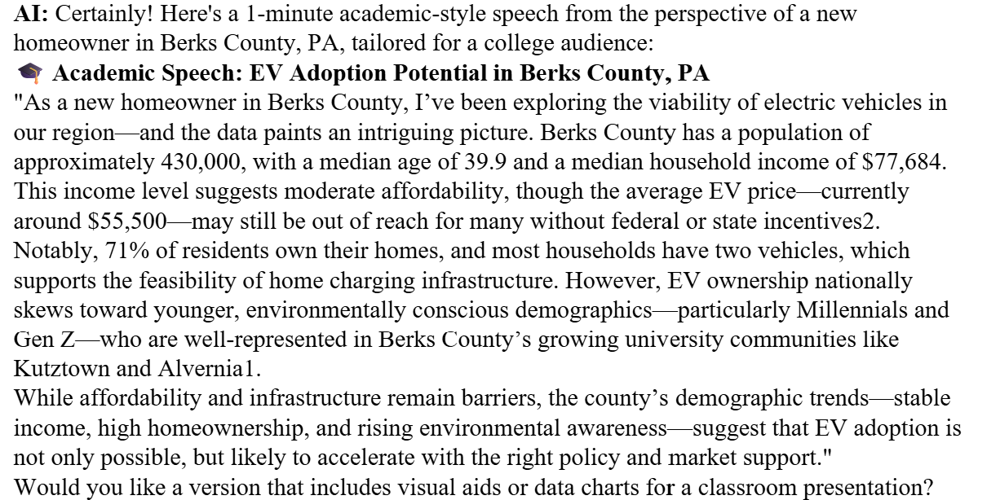 AI: Certainly! Here's a 1-minute academic-style speech from the perspective of a new
homeowner in Berks County, PA, tailored for a college audience:
🎓 Academic Speech: EV Adoption Potential in Berks County, PA
"As a new homeowner in Berks County, I’ve been exploring the viability of electric vehicles in
our region—and the data paints an intriguing picture. Berks County has a population of
approximately 430,000, with a median age of 39.9 and a median household income of $77,684.
This income level suggests moderate affordability, though the average EV price—currently
around $55,500—may still be out of reach for many without federal or state incentives2.
Notably, 71% of residents own their homes, and most households have two vehicles, which
supports the feasibility of home charging infrastructure. However, EV ownership nationally
skews toward younger, environmentally conscious demographics—particularly Millennials and
Gen Z—who are well-represented in Berks County’s growing university communities like
Kutztown and Alvernia1.
While affordability and infrastructure remain barriers, the county’s demographic trends—stable
income, high homeownership, and rising environmental awareness—suggest that EV adoption is
not only possible, but likely to accelerate with the right policy and market support."
Would you like a version that includes visual aids or data charts for a classroom presentation?